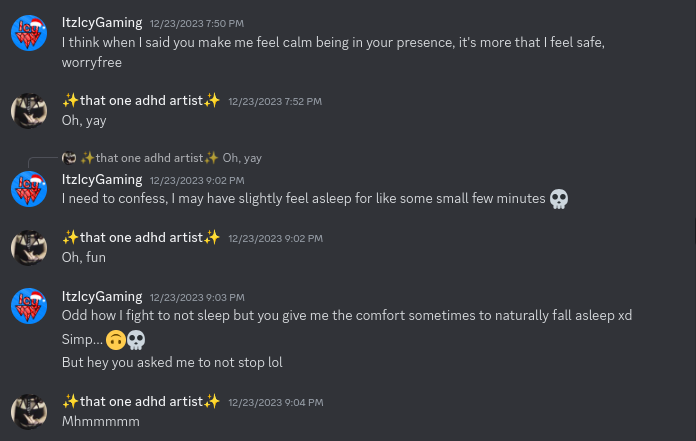 ItzIcyGaming 12/23/2023 7:50 PM
I think when I said you make me feel calm being in your presence, it's more that I feel safe,
worryfree
✨that one adhd artist✨ 12/23/2023 7:52 PM
Oh, yay
✨that one adhd artist✨ Oh, yay
ItzIcyGaming 12/23/2023 9:02 PM
I need to confess, I may have slightly feel asleep for like some small few minutes 💀
✨that one adhd artist✨ 12/23/2023 9:02 PM
Oh, fun
ItzIcyGaming 12/23/2023 9:03 PM
Odd how I fight to not sleep but you give me the comfort sometimes to naturally fall asleep xd
Simp... 🙃💀
But hey you asked me to not stop lol
✨that one adhd artist✨ 12/23/2023 9:04 PM
Mhmmmmm